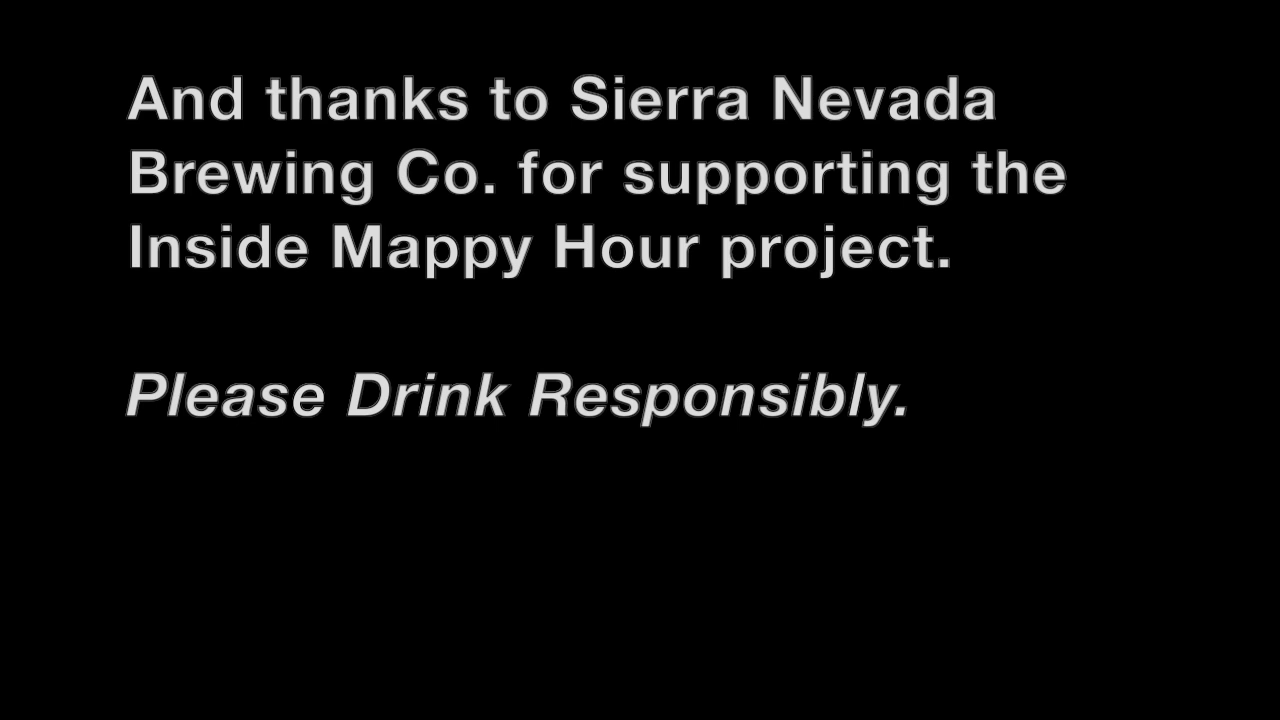 And thanks to Sierra Nevada
Brewing Co. for supporting the
Inside Mappy Hour project.
Please Drink Responsibly.